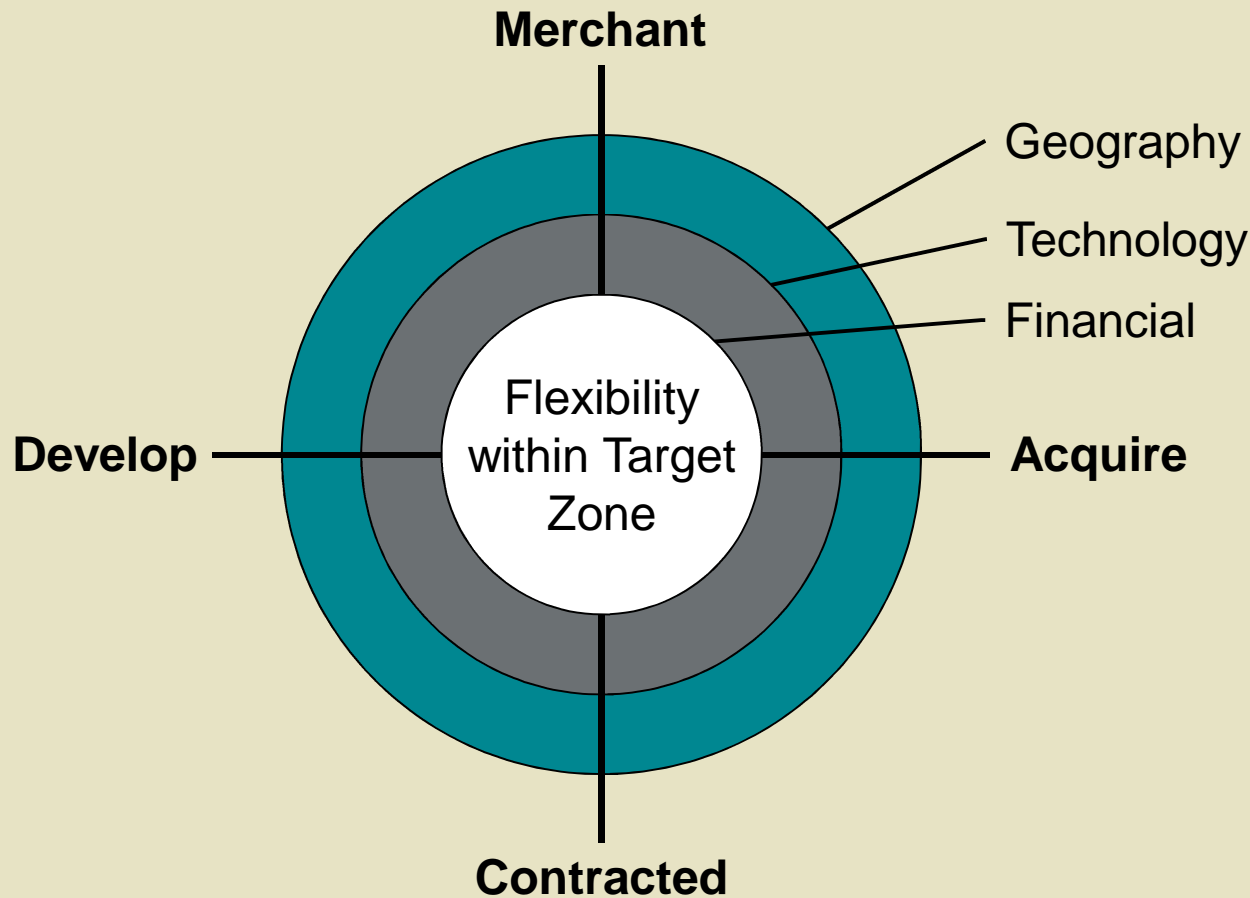 Merchant
Geography
Technology
Financial
Flexibility
within Target
Zone
Develop
Acquire
Contracted